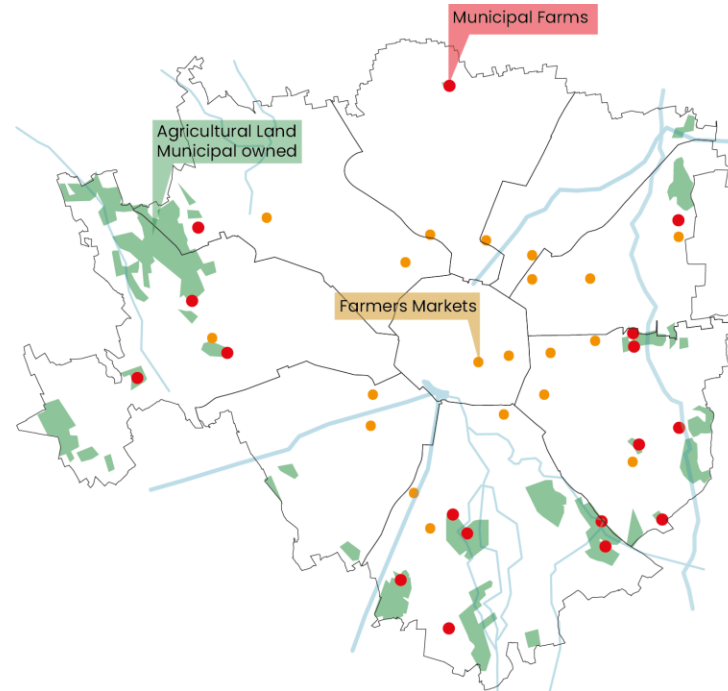 Municipal Farms
Agricultural Land
Municipal owned
Farmers Markets